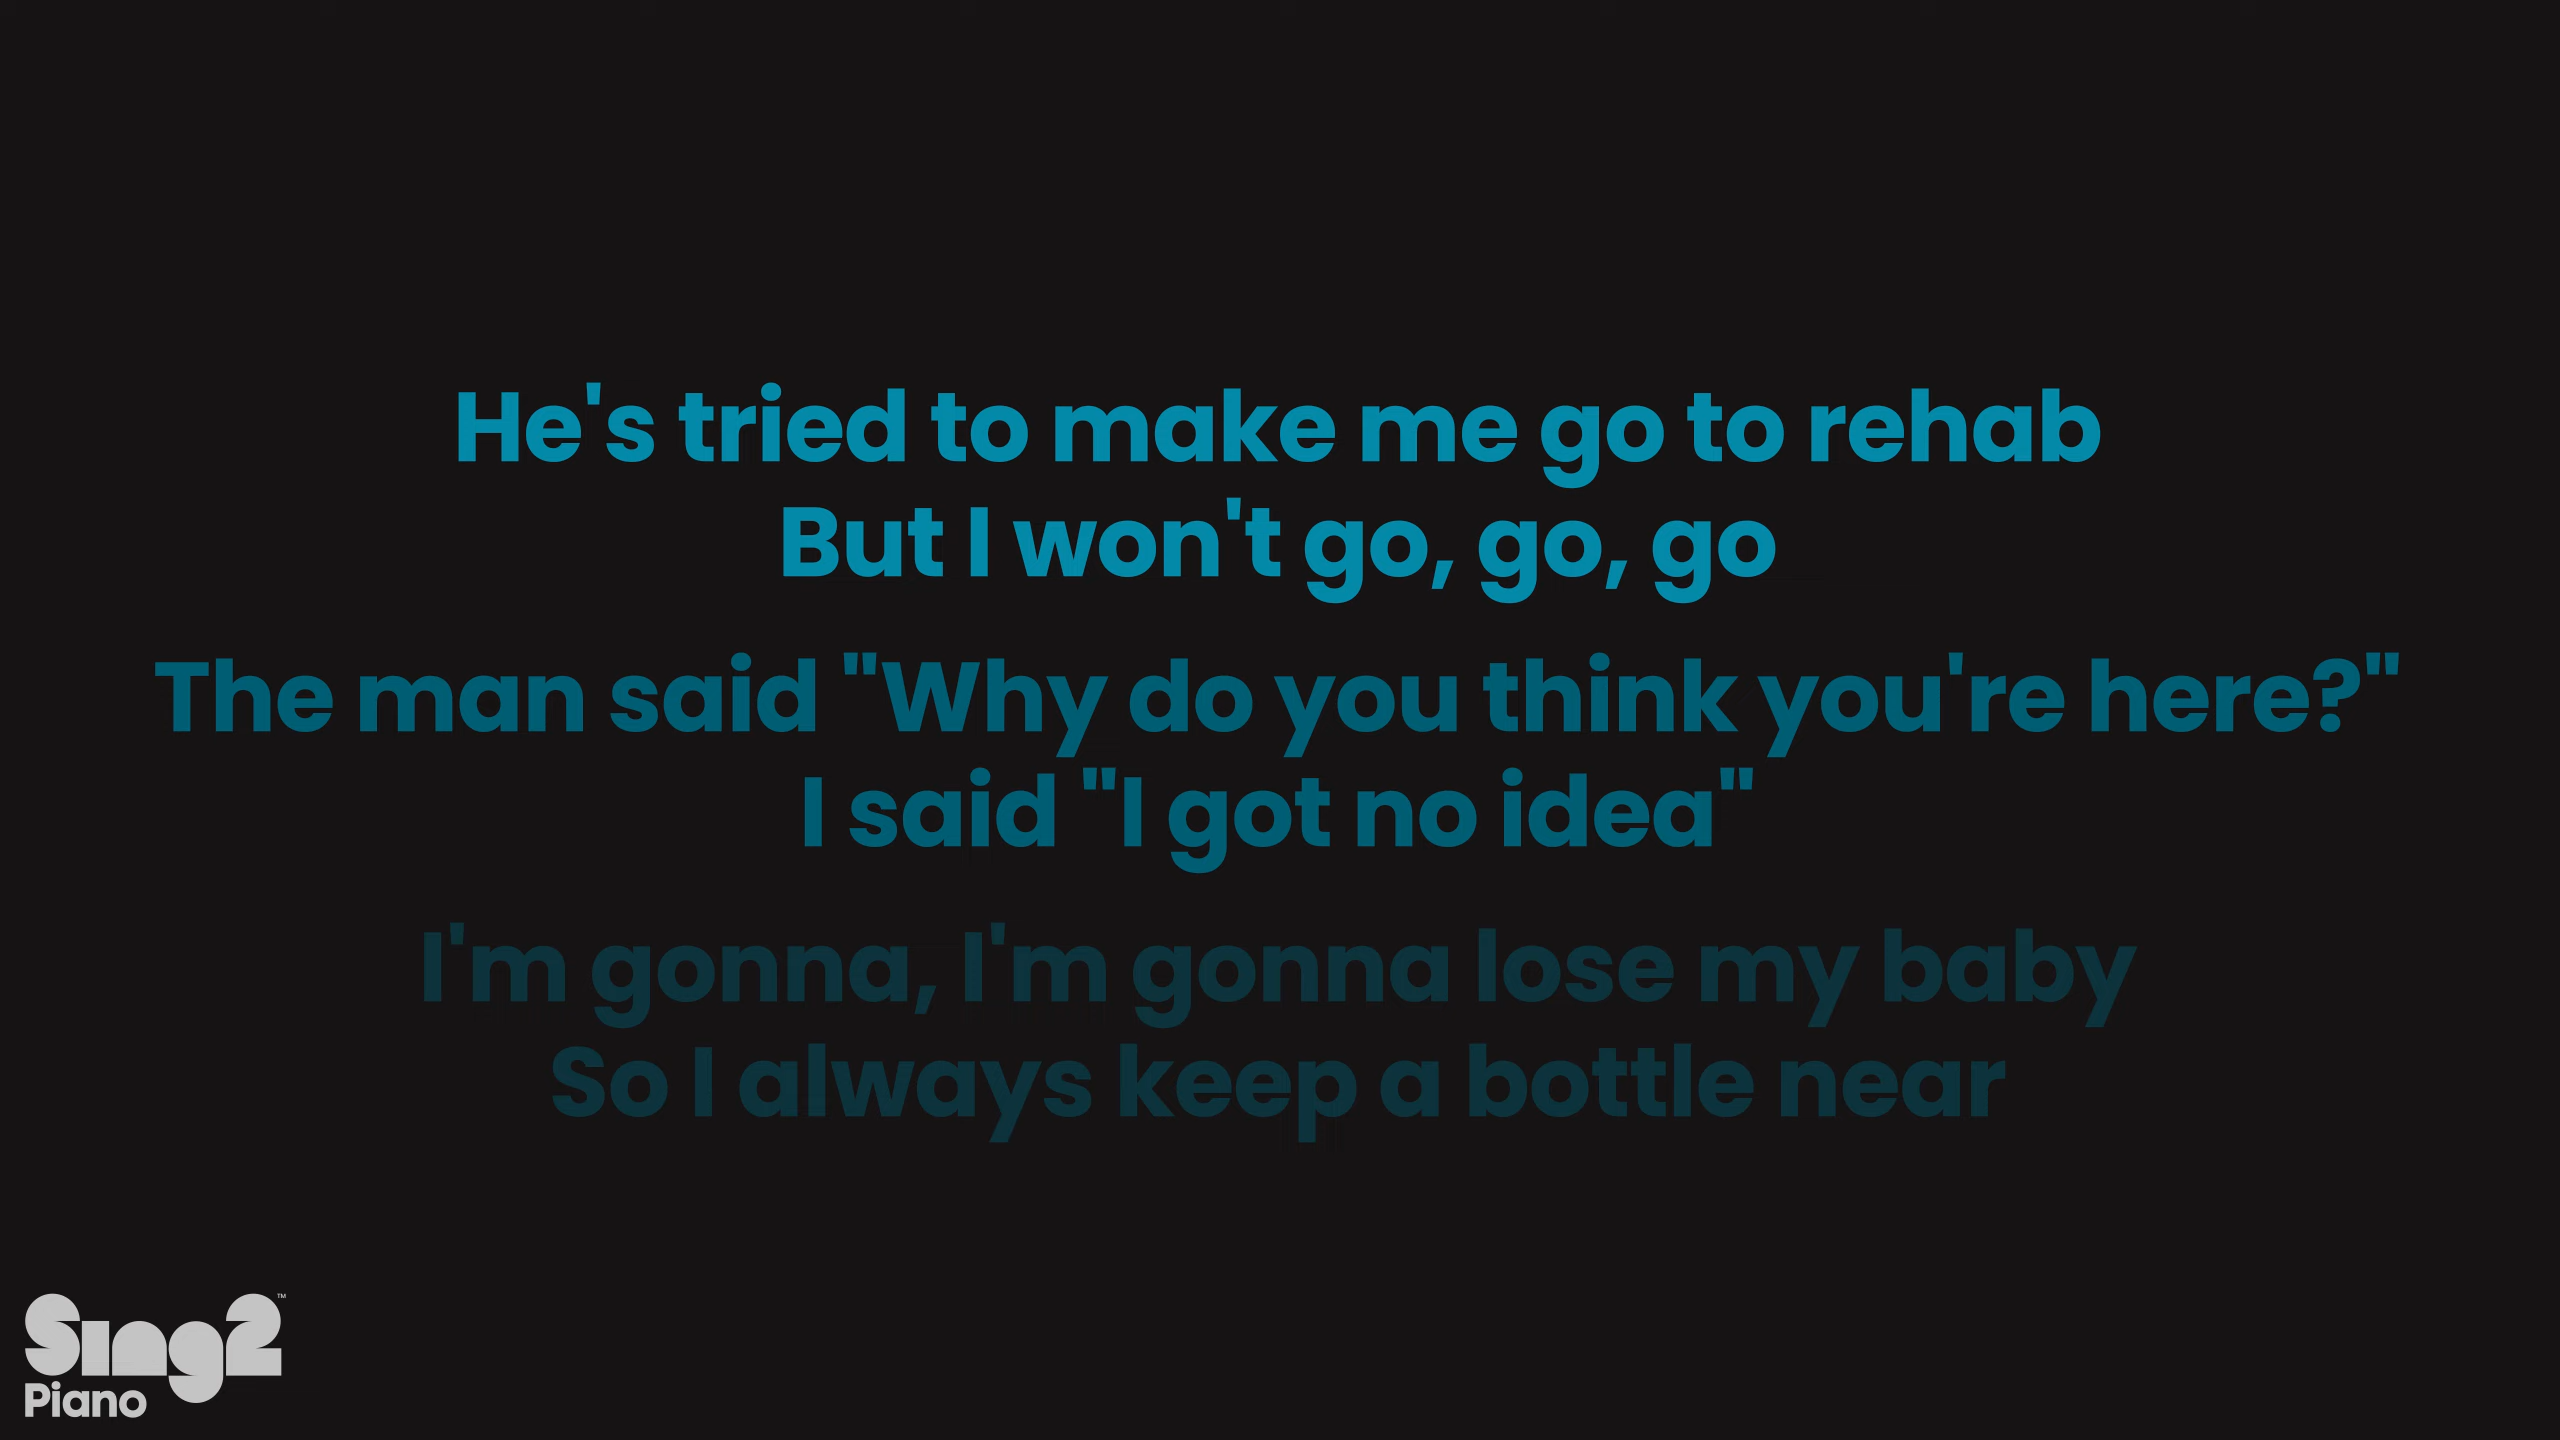 He's tried to make me go to rehab
But I won't go, go, go
The man said "Why do you think you're here?"
I said "I got no idea"
I'm gonna, I'm gonna lose my baby
So I always keep a bottle near
Sing2™
Piano